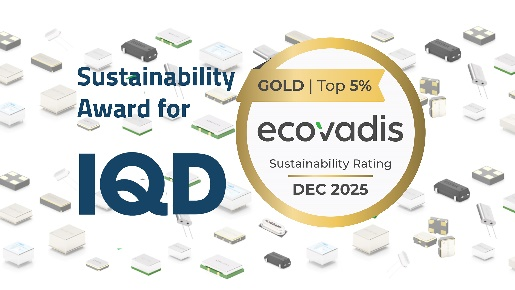 Sustainability
Award for
IQD
GOLD | Top 5%
ecovadis
Sustainability Rating
DEC 2025